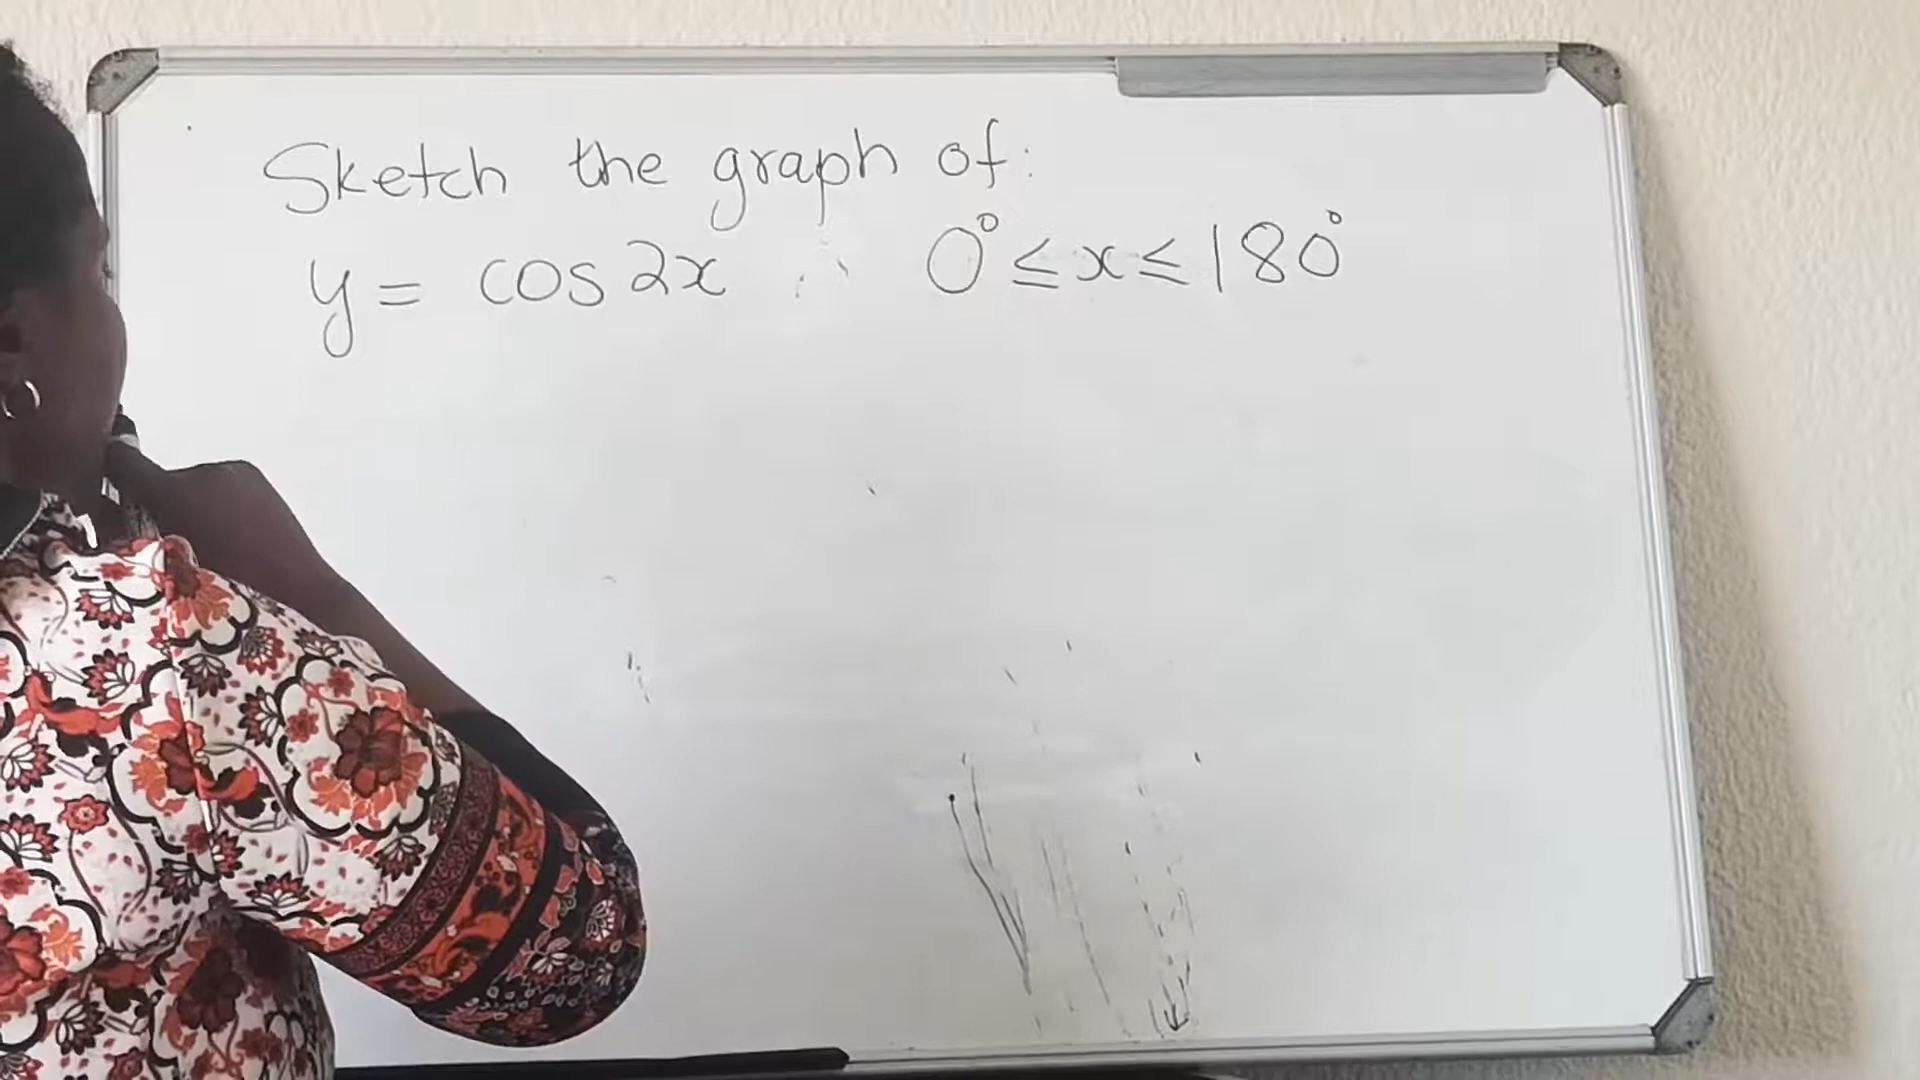 Sketch the graph of:
y = cos 2x 0° ≤ x ≤ 180°